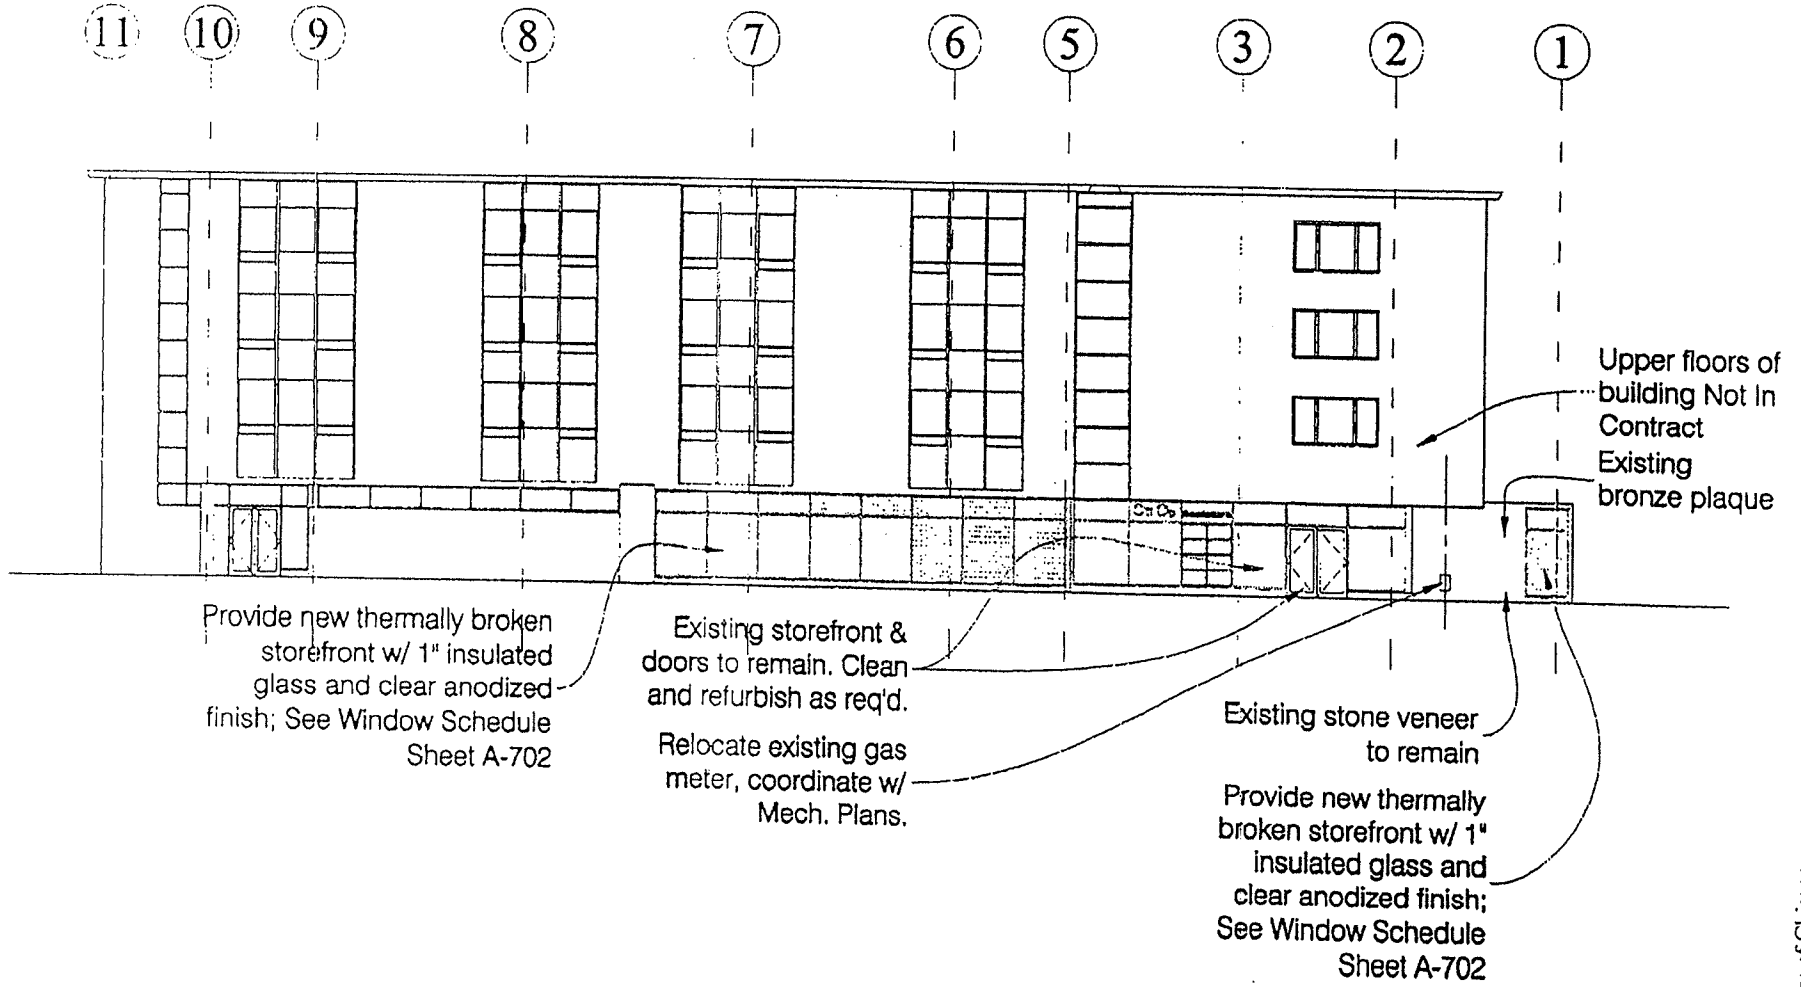 11 10 9 8 7 6 5 3 2 1
Upper floors of
building Not In
Contract
Existing
bronze plaque
Provide new thermally broken
storefront w/ 1" insulated
glass and clear anodized
finish; See Window Schedule
Sheet A-702
Existing storefront &
doors to remain. Clean
and refurbish as req'd.
Relocate existing gas
meter, coordinate w/
Mech. Plans.
Existing stone veneer
to remain
Provide new thermally
broken storefront w/ 1"
insulated glass and
clear anodized finish;
See Window Schedule
Sheet A-702